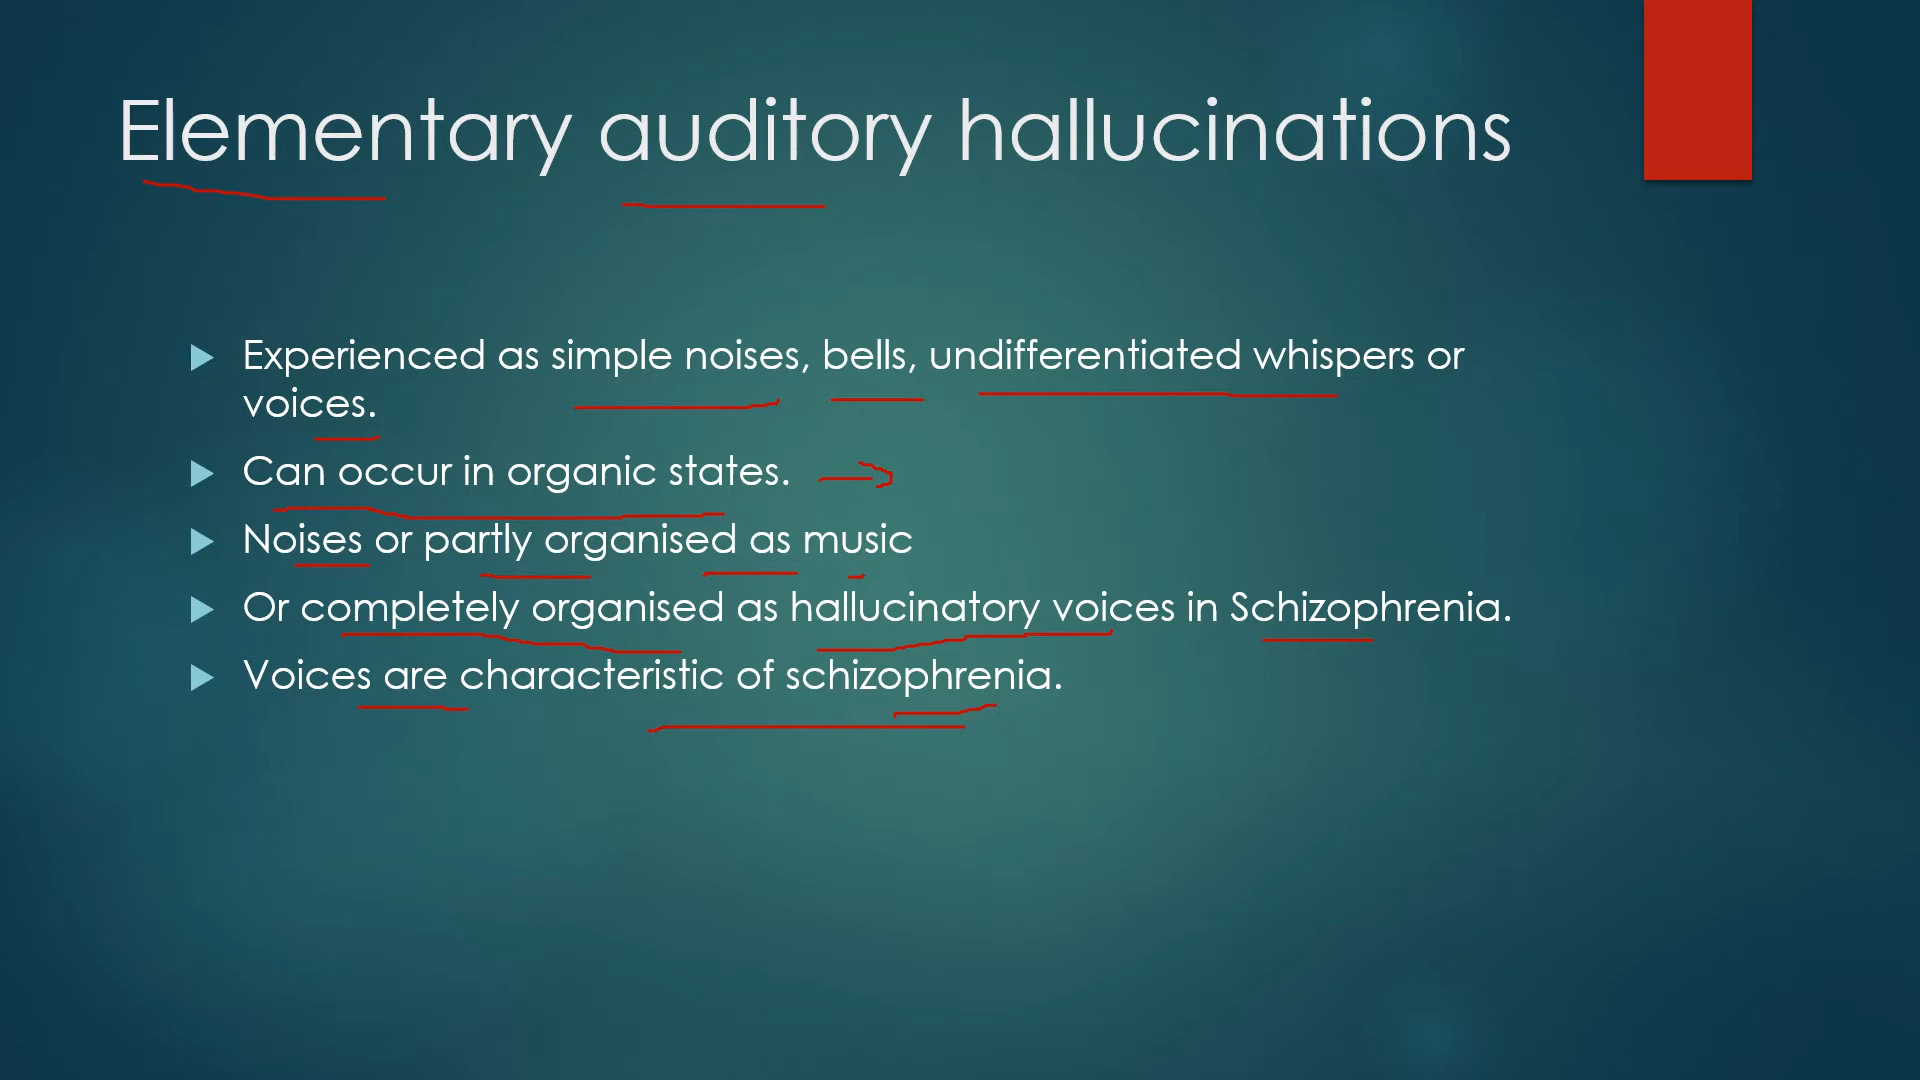 Elementary auditory hallucinations
Experienced as simple noises, bells, undifferentiated whispers or
voices.
Can occur in organic states.
Noises or partly organised as music
Or completely organised as hallucinatory voices in Schizophrenia.
Voices are characteristic of schizophrenia.